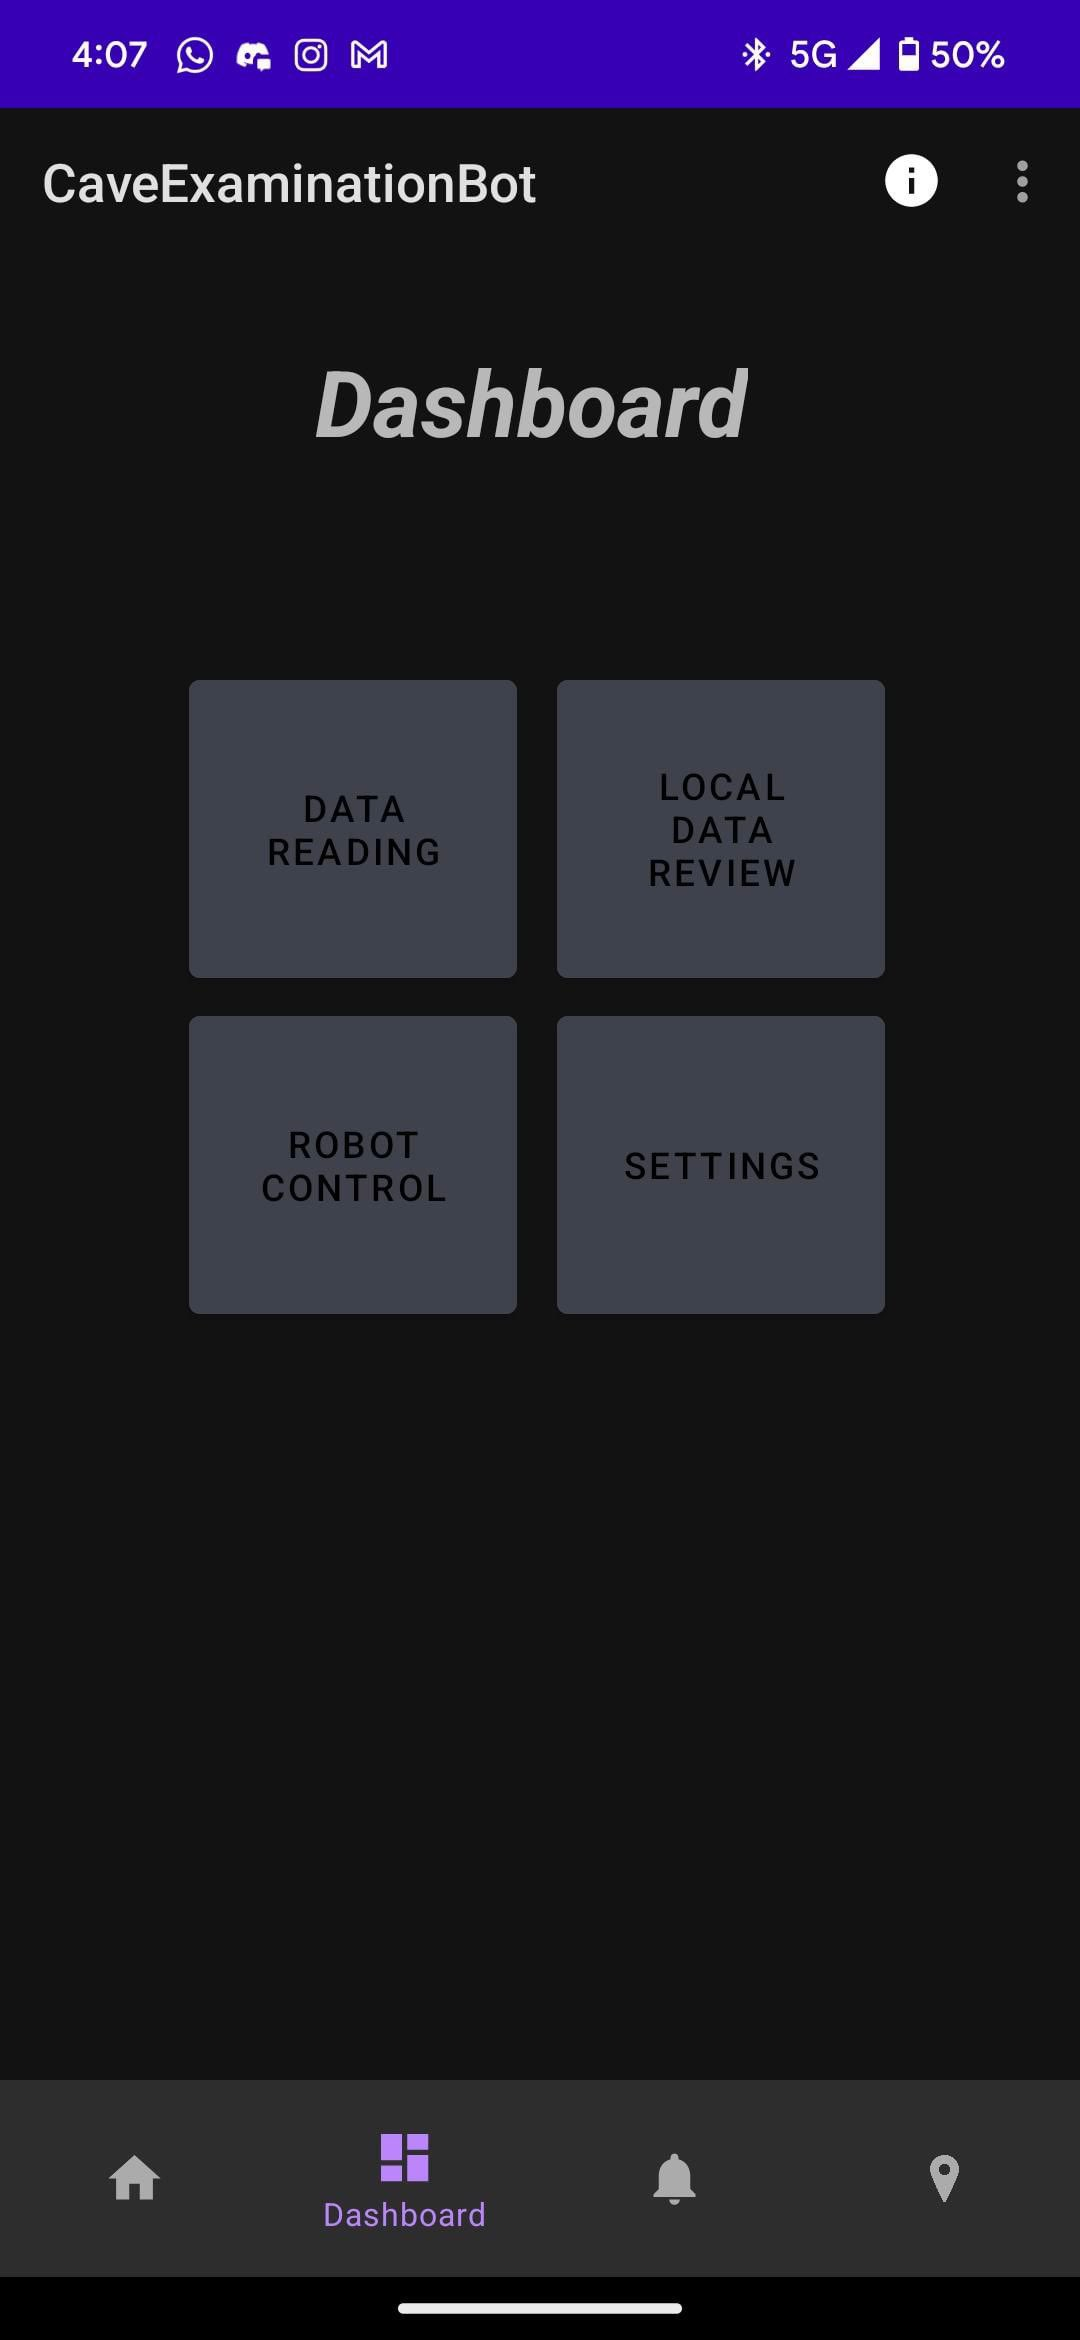 4:07 5G 50%
CaveExaminationBot
Dashboard
DATA
READING
LOCAL
DATA
REVIEW
ROBOT
CONTROL
SETTINGS
Dashboard